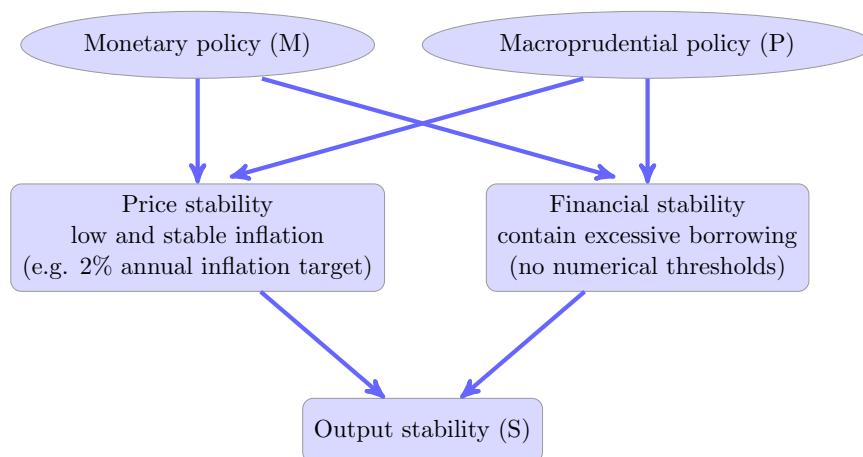 Monetary policy (M)
Macroprudential policy (P)
Price stability
low and stable inflation
(e.g. 2% annual inflation target)
Financial stability
contain excessive borrowing
(no numerical thresholds)
Output stability (S)